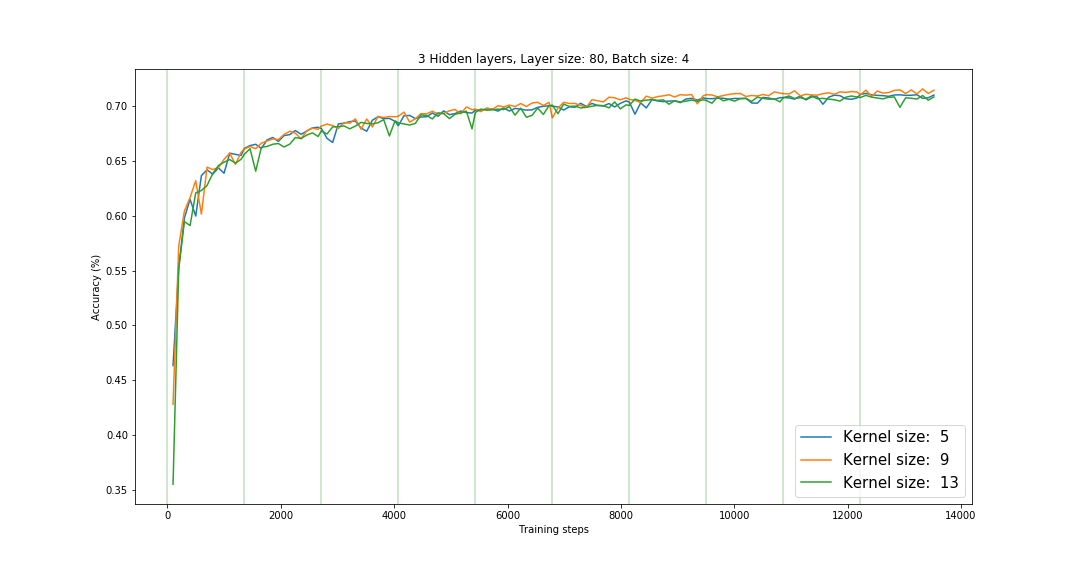 3 Hidden layers, Layer size: 80, Batch size: 4
Accuracy (%)
0.70
0.65
0.60
0.55
0.50
0.45
0.40
0.35
Kernel size: 5
Kernel size: 9
Kernel size: 13
0 2000 4000 6000 8000 10000 12000 14000
Training steps